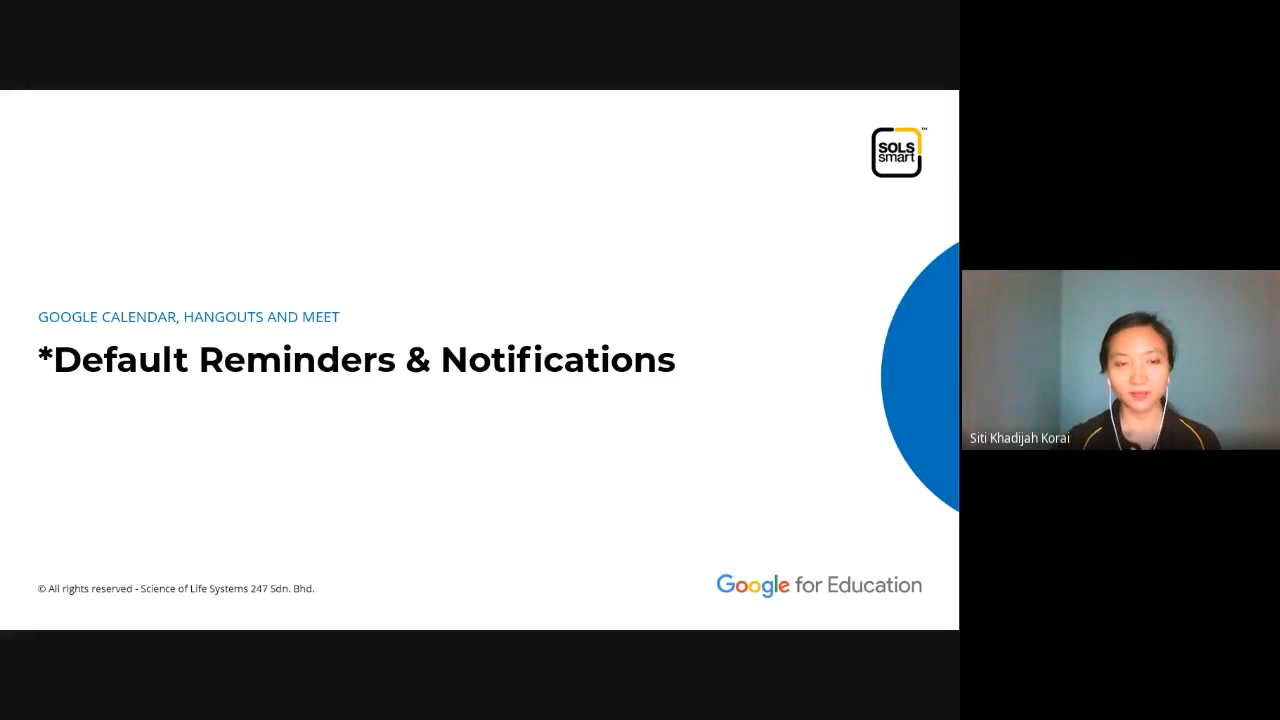 SOLS
smart
TM
GOOGLE CALENDAR, HANGOUTS AND MEET
*Default Reminders & Notifications
© All rights reserved - Science of Life Systems 247 Sdn. Bhd.
Google for Education
Siti Khadijah Korai